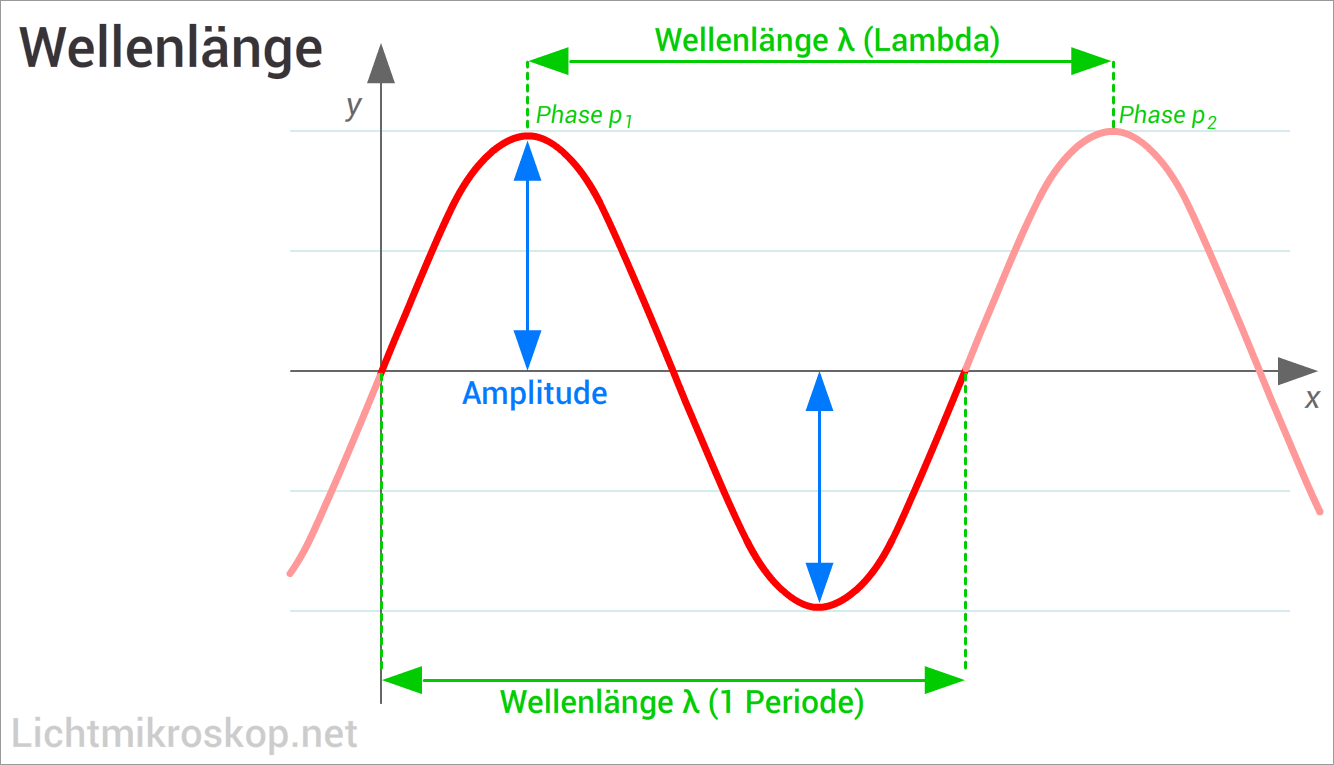 Wellenlänge
Wellenlänge λ (Lambda)
y
Phase p1
Phase p2
Amplitude
x
Wellenlänge λ (1 Periode)
Lichtmikroskop.net